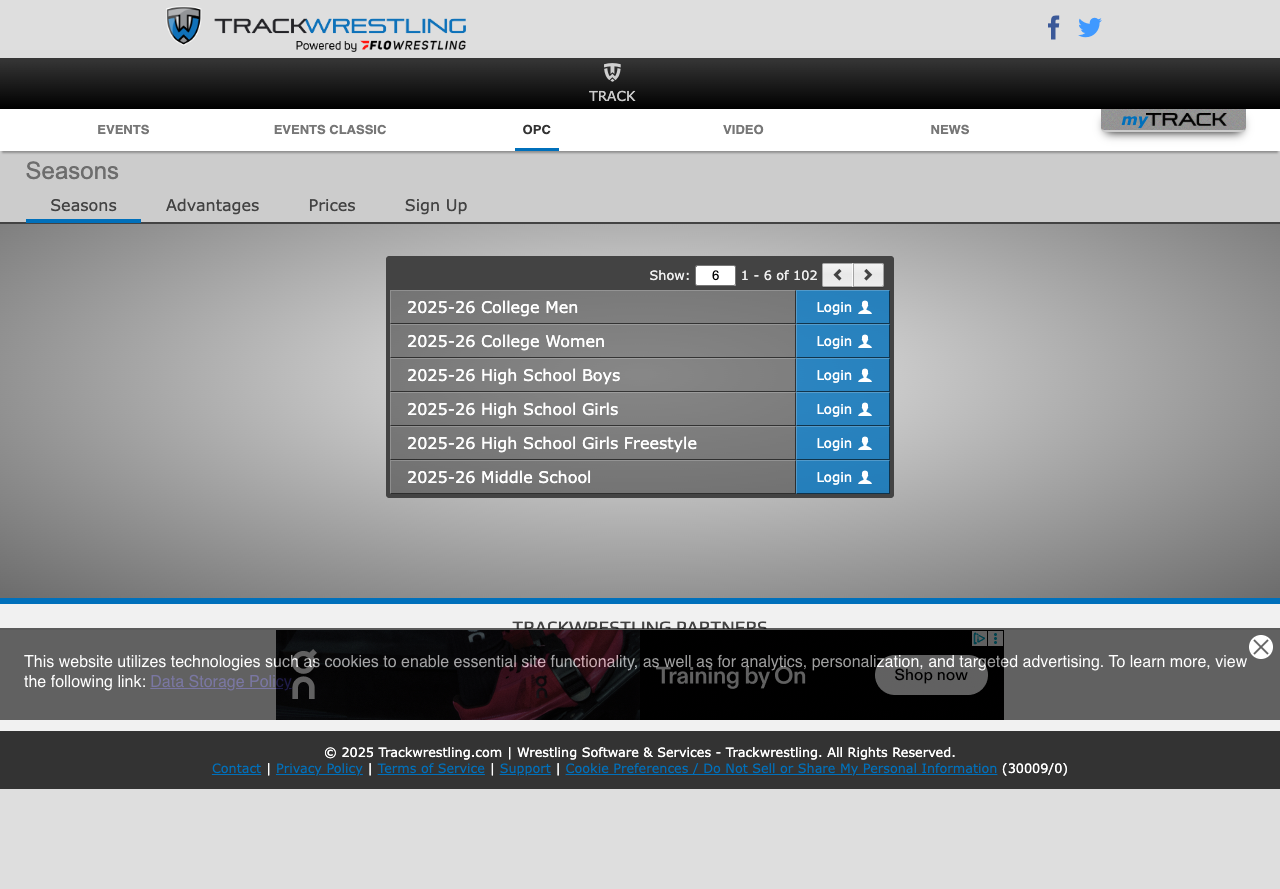 TRACKWRESTLING
Powered by FLOWRESTLING
TRACK
EVENTS
EVENTS CLASSIC
OPC
VIDEO
NEWS
myTRACK
Seasons
Seasons
Advantages
Prices
Sign Up
Show: 6 1 - 6 of 102
2025-26 College Men Login
2025-26 College Women Login
2025-26 High School Boys Login
2025-26 High School Girls Login
2025-26 High School Girls Freestyle Login
2025-26 Middle School Login
TRACKWRESTLING PARTNERS
This website utilizes technologies such as cookies to enable essential site functionality, as well as for analytics, personalization, and targeted advertising. To learn more, view
the following link: Data Storage Policy
Training by On
Shop now
© 2025 Trackwrestling.com | Wrestling Software & Services - Trackwrestling. All Rights Reserved.
Contact | Privacy Policy | Terms of Service | Support | Cookie Preferences / Do Not Sell or Share My Personal Information (30009/0)